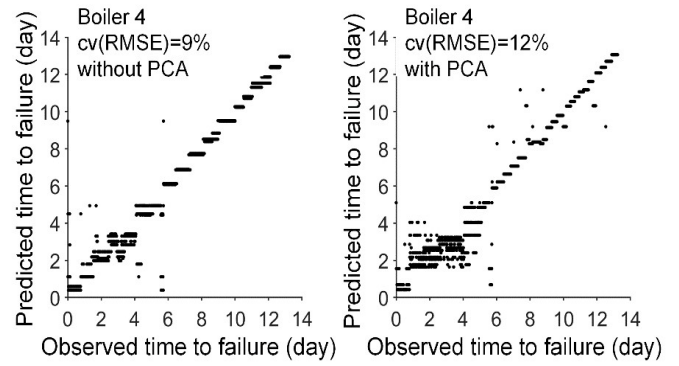 Boiler 4
cv(RMSE)=9%
without PCA
Predicted time to failure (day)
14
12
10
8
6
4
2
0
0 2 4 6 8 10 12 14
Observed time to failure (day)
Boiler 4
cv(RMSE)=12%
with PCA
Predicted time to failure (day)
14
12
10
8
6
4
2
0
0 2 4 6 8 10 12 14
Observed time to failure (day)